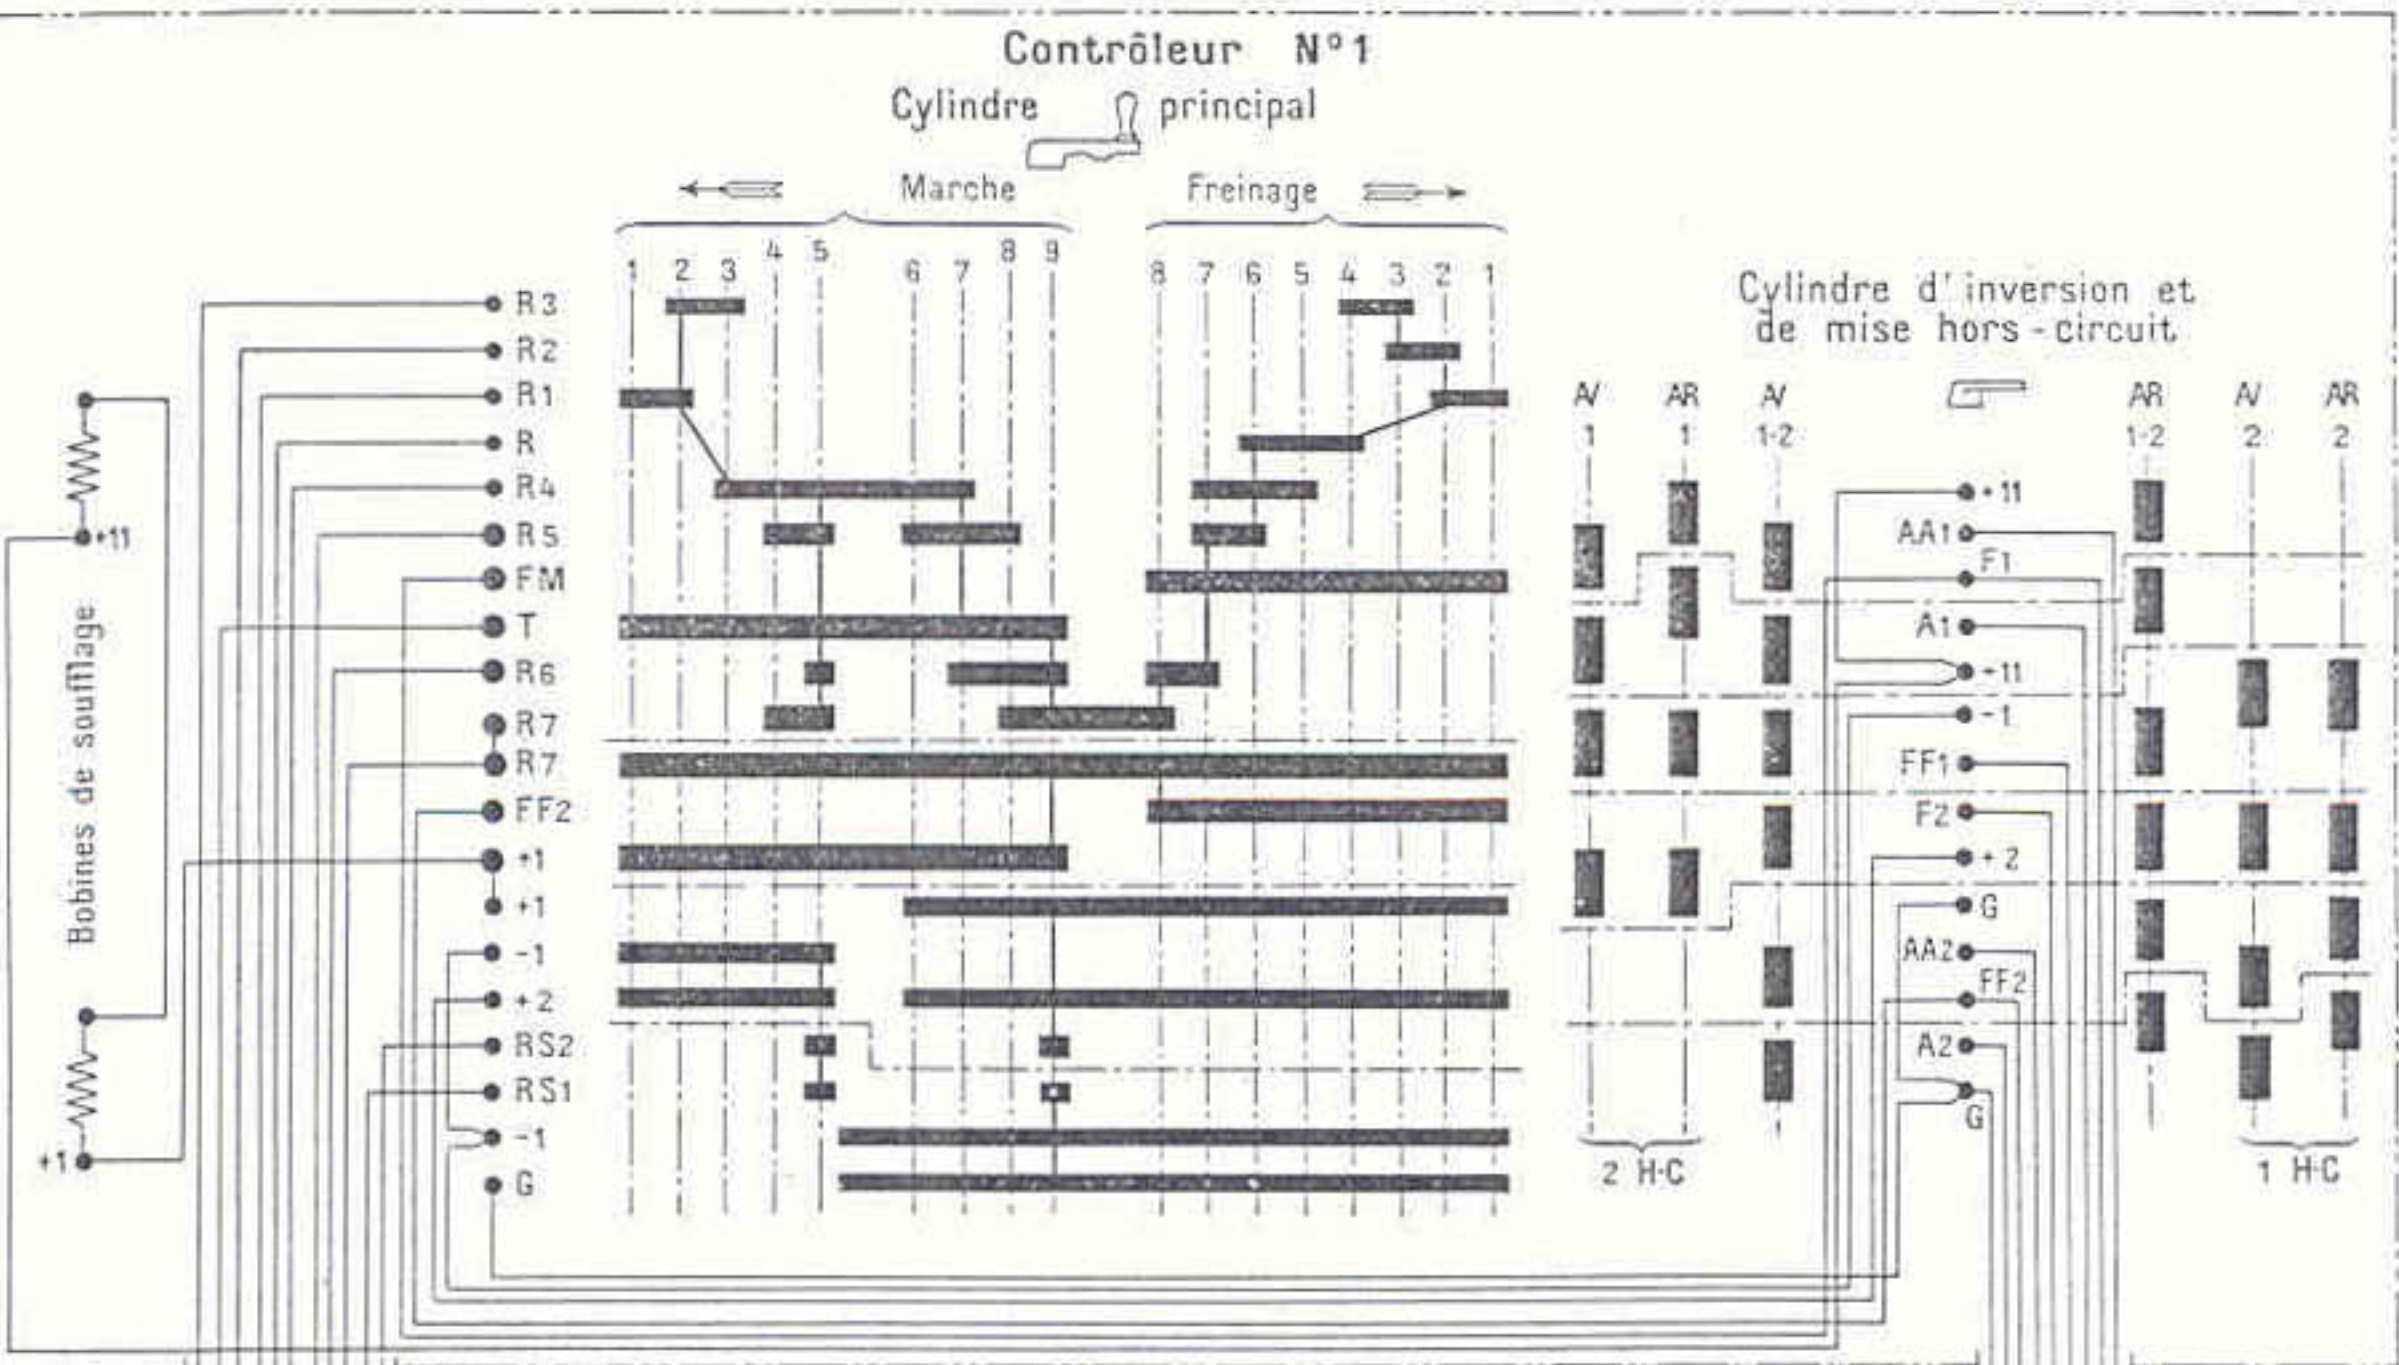 Contrôleur N°1
Cylindre principal
Marche Freinage
1 2 3 4 5 6 7 8 9
8 7 6 5 4 3 2 1
R3
R2
R1
R
R4
R5
FM
T
R6
R7
R7
FF2
+1
+1
-1
+2
RS2
RS1
-1
G
+11
Bobines de soufflage
+1
Cylindre d'inversion et
de mise hors-circuit
AV AR AV AR AV AR
1 1 1-2 1-2 2 2
+11
AA1
F1
A1
+11
-1
FF1
F2
+2
G
AA2
FF2
A2
G
2 H·C
1 H·C